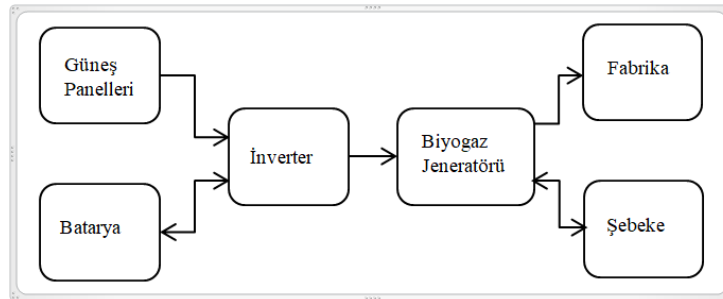 Güneş
Panelleri
Fabrika
İnverter
Biyogaz
Jeneratörü
Batarya
Şebeke